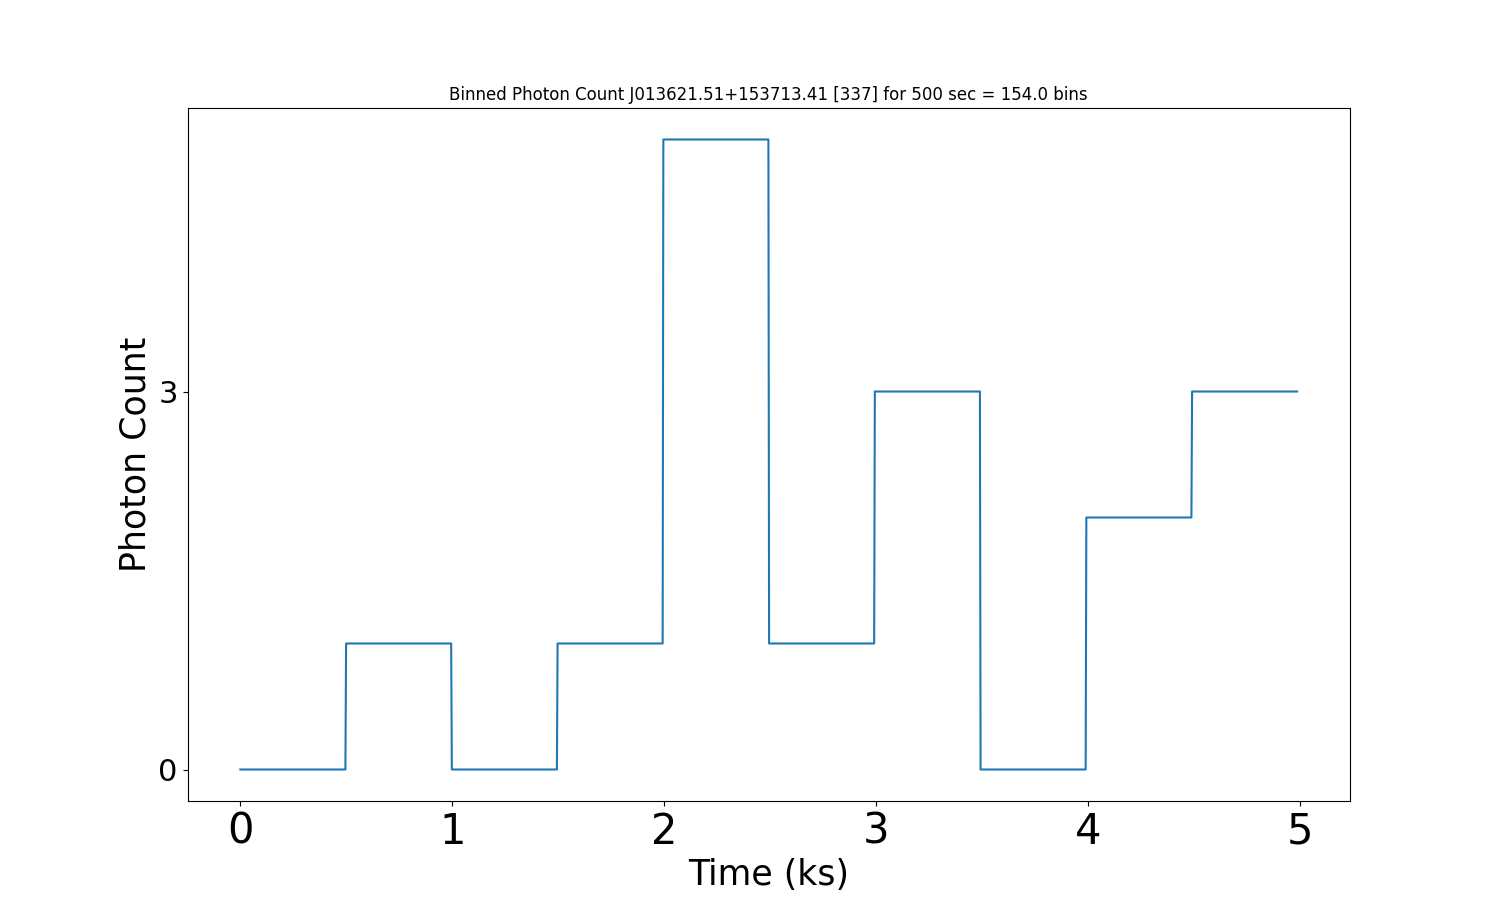 Binned Photon Count J013621.51+153713.41 [337] for 500 sec = 154.0 bins
Photon Count
3
0
0 1 2 3 4 5
Time (ks)